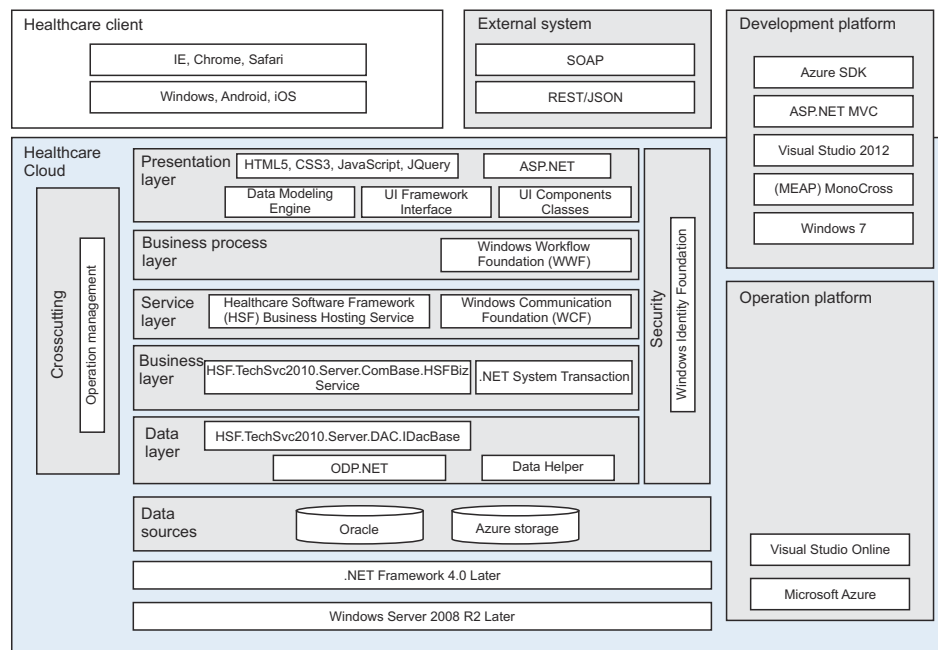 Healthcare client
IE, Chrome, Safari
Windows, Android, iOS
External system
SOAP
REST/JSON
Development platform
Azure SDK
ASP.NET MVC
Visual Studio 2012
(MEAP) MonoCross
Windows 7
Healthcare
Cloud
Crosscutting
Operation management
Presentation
layer
HTML5, CSS3, JavaScript, JQuery
ASP.NET
Data Modeling
Engine
UI Framework
Interface
UI Components
Classes
Business process
layer
Windows Workflow
Foundation (WWF)
Service
layer
Healthcare Software Framework
(HSF) Business Hosting Service
Windows Communication
Foundation (WCF)
Business
layer
HSF.TechSvc2010.Server.ComBase.HSFBiz
Service
.NET System Transaction
Data
layer
HSF.TechSvc2010.Server.DAC.IDacBase
ODP.NET
Data Helper
Security
Windows Identity Foundation
Data
sources
Oracle
Azure storage
.NET Framework 4.0 Later
Windows Server 2008 R2 Later
Operation platform
Visual Studio Online
Microsoft Azure